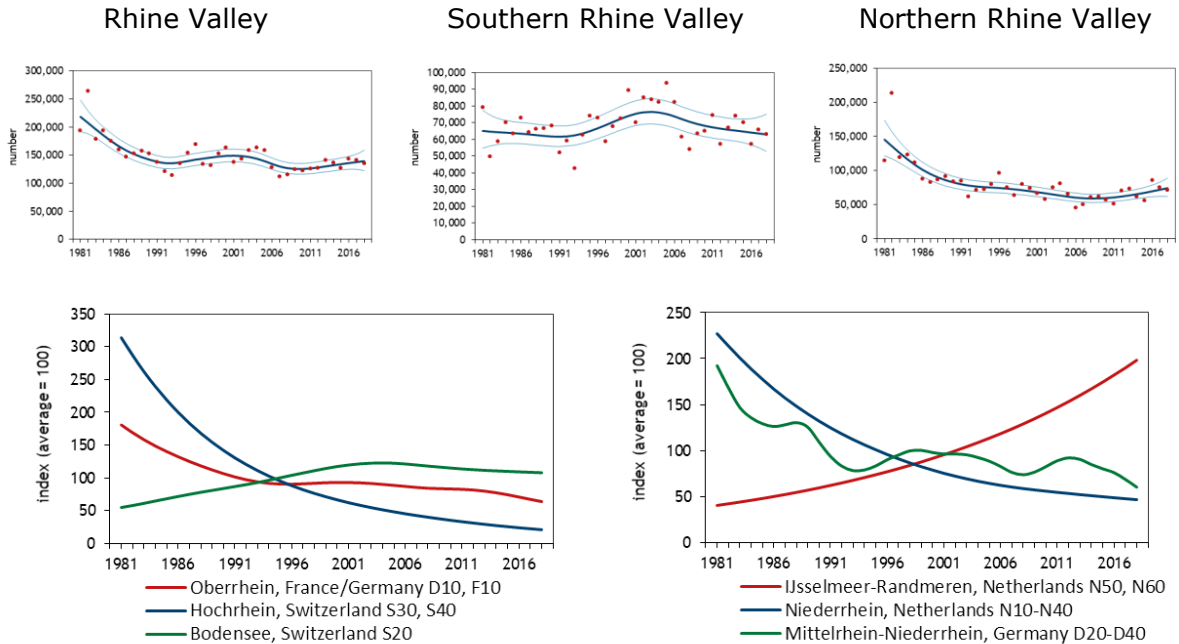 Rhine Valley
Southern Rhine Valley
Northern Rhine Valley
300,000
250,000
200,000
150,000
100,000
50,000
0
number
1981 1986 1991 1996 2001 2006 2011 2016
100,000
90,000
80,000
70,000
60,000
50,000
40,000
30,000
20,000
10,000
0
number
1981 1986 1991 1996 2001 2006 2011 2016
250,000
200,000
150,000
100,000
50,000
0
number
1981 1986 1991 1996 2001 2006 2011 2016
350
300
250
200
150
100
50
0
index (average = 100)
1981 1986 1991 1996 2001 2006 2011 2016
Oberrhein, France/Germany D10, F10
Hochrhein, Switzerland S30, S40
Bodensee, Switzerland S20
250
200
150
100
50
0
index (average = 100)
1981 1986 1991 1996 2001 2006 2011 2016
IJsselmeer-Randmeren, Netherlands N50, N60
Niederrhein, Netherlands N10-N40
Mittelrhein-Niederrhein, Germany D20-D40